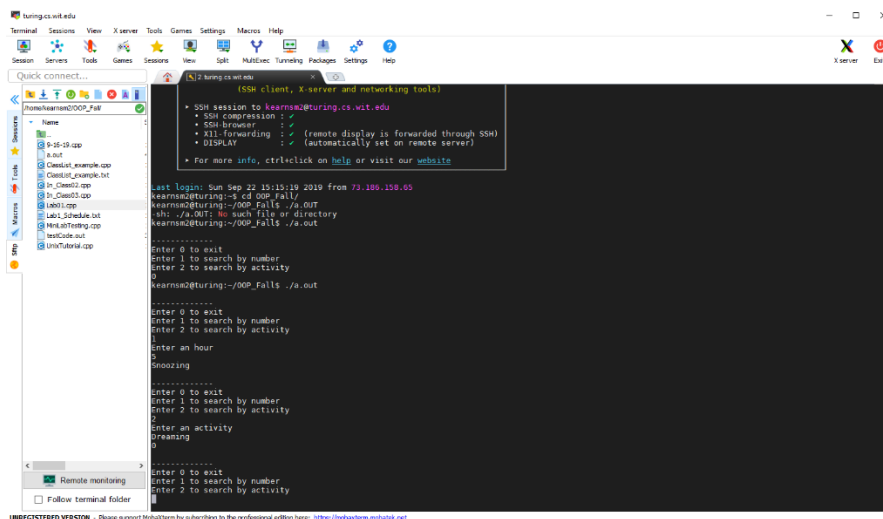 turing.cs.wit.edu
Terminal Sessions View X server Tools Games Settings Macros Help
Session Servers Tools Games Sessions View Split MultiExec Tunneling Packages Settings Help X server Exi
Quick connect...
2. turing.cs.wit.edu
/home/kearnsm2/OOP_Fall/
Name
..
9-16-19.cpp
a.out
ClassList_example.cpp
ClassList_example.txt
In_Class02.cpp
In_Class03.cpp
Lab01.cpp
Lab1_Schedule.txt
MiniLabTesting.cpp
testCode.out
UnixTutorial.cpp
Sessions
Tools
Macros
Sftp
(SSH client, X-server and networking tools)
▸ SSH session to kearnsm2@turing.cs.wit.edu
• SSH compression : ✓
• SSH-browser : ✓
• X11-forwarding : ✓ (remote display is forwarded through SSH)
• DISPLAY : ✓ (automatically set on remote server)
▸ For more info, ctrl+click on help or visit our website
Last login: Sun Sep 22 15:15:19 2019 from 73.186.158.65
kearnsm2@turing:~$ cd OOP_Fall/
kearnsm2@turing:~/OOP_Fall$ ./a.OUT
-sh: ./a.OUT: No such file or directory
kearnsm2@turing:~/OOP_Fall$ ./a.out
-------------
Enter 0 to exit
Enter 1 to search by number
Enter 2 to search by activity
0
kearnsm2@turing:~/OOP_Fall$ ./a.out
-------------
Enter 0 to exit
Enter 1 to search by number
Enter 2 to search by activity
1
Enter an hour
5
Snoozing
-------------
Enter 0 to exit
Enter 1 to search by number
Enter 2 to search by activity
2
Enter an activity
Dreaming
0
-------------
Enter 0 to exit
Enter 1 to search by number
Enter 2 to search by activity
Remote monitoring
Follow terminal folder
UNREGISTERED VERSION - Please support MobaXterm by subscribing to the professional edition here: https://mobaxterm.mobatek.net